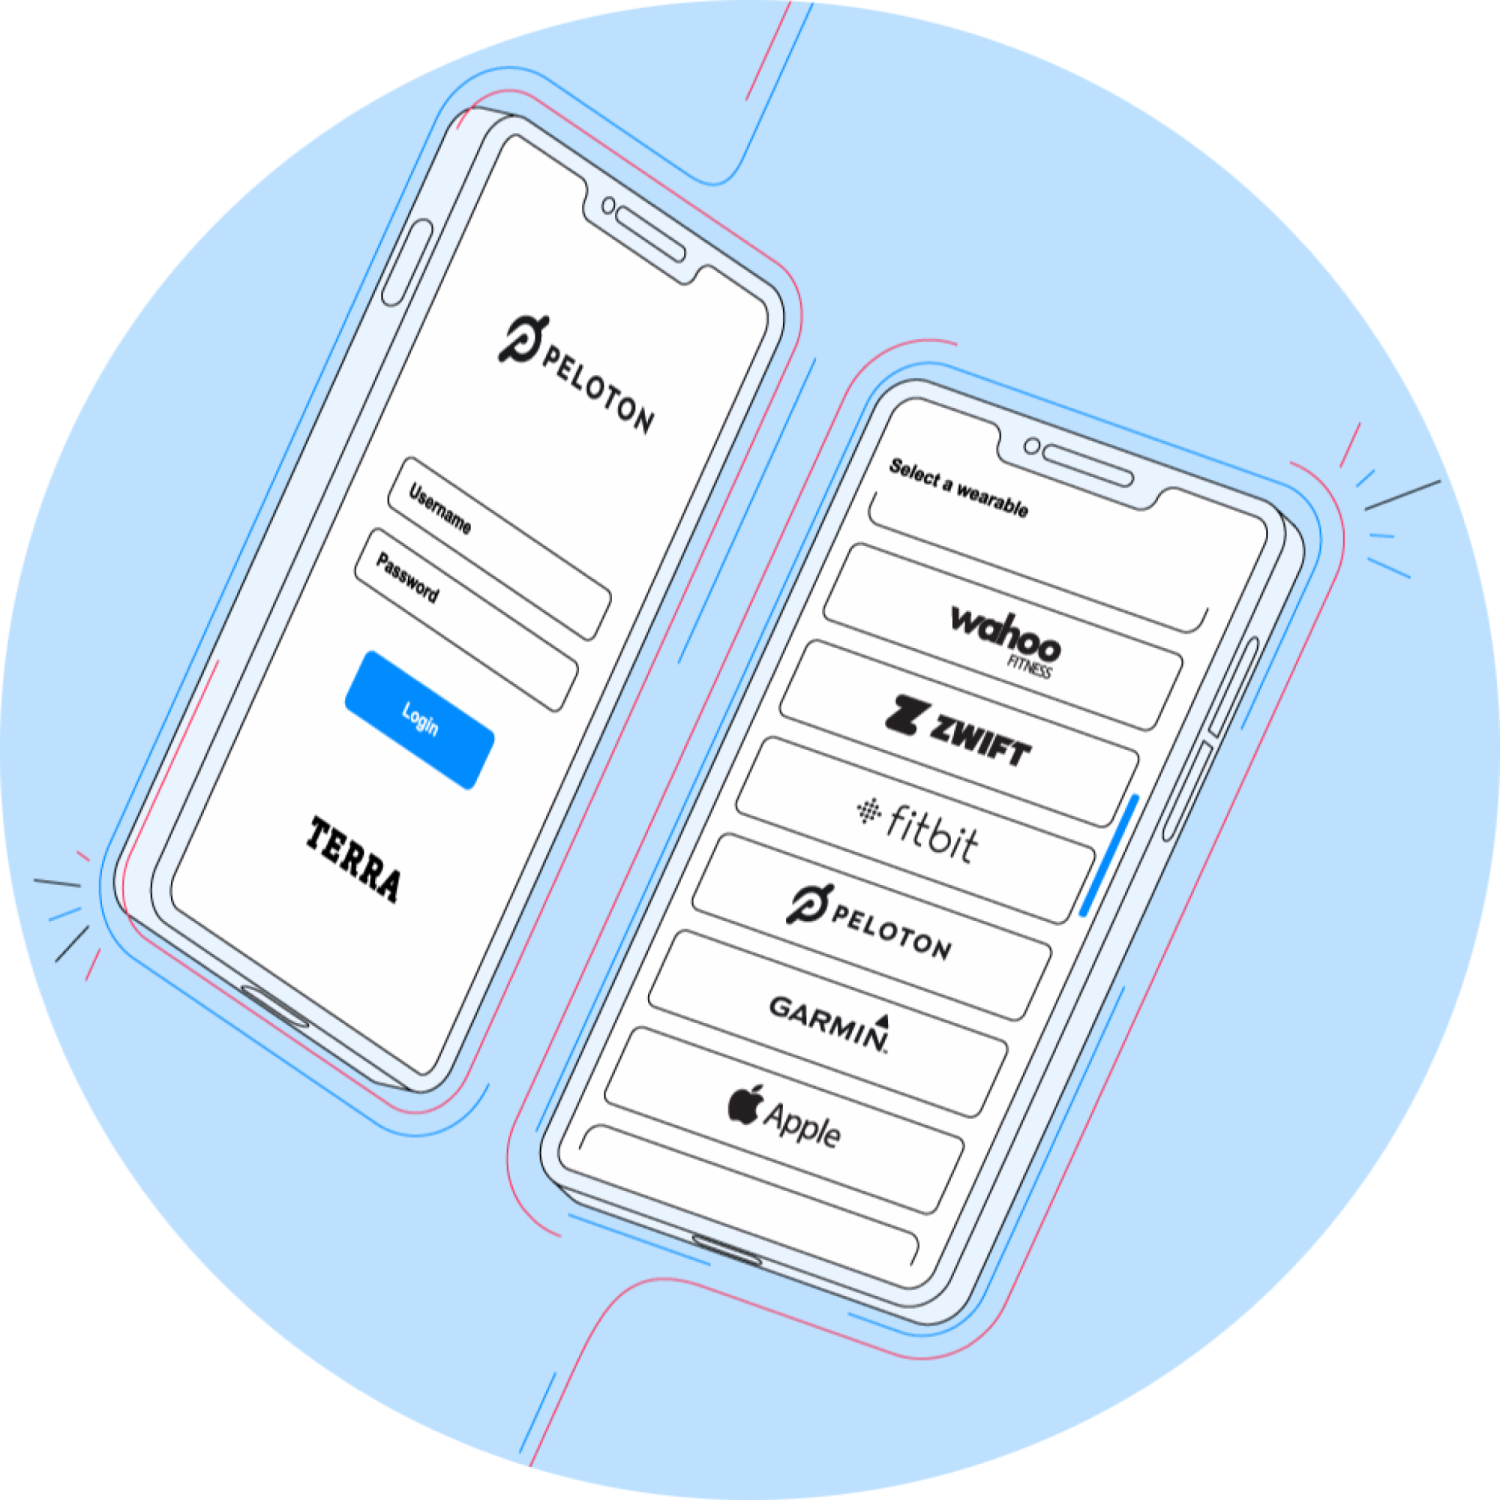 PELOTON
Username
Password
Login
TERRA
Select a wearable
wahoo
FITNESS
ZWIFT
fitbit
PELOTON
GARMIN
Apple